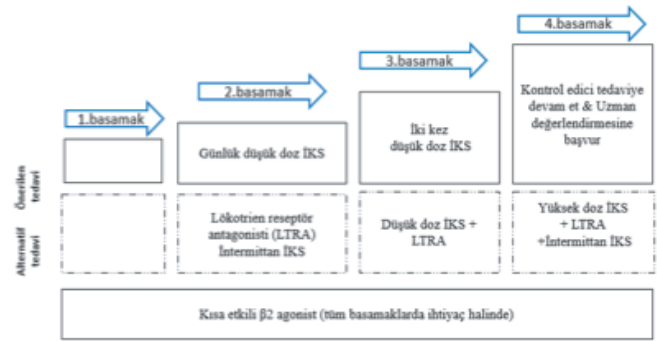 4.basamak
3.basamak
2.basamak
1.basamak
Önerilen
tedavi
Günlük düşük doz İKS
İki kez
düşük doz İKS
Kontrol edici tedaviye
devam et & Uzman
değerlendirmesine
başvur
Alternatif
tedavi
Lökotrien reseptör
antagonisti (LTRA)
İntermittan İKS
Düşük doz İKS +
LTRA
Yüksek doz İKS
+ LTRA
+İntermittan İKS
Kısa etkili β2 agonist (tüm basamaklarda ihtiyaç halinde)